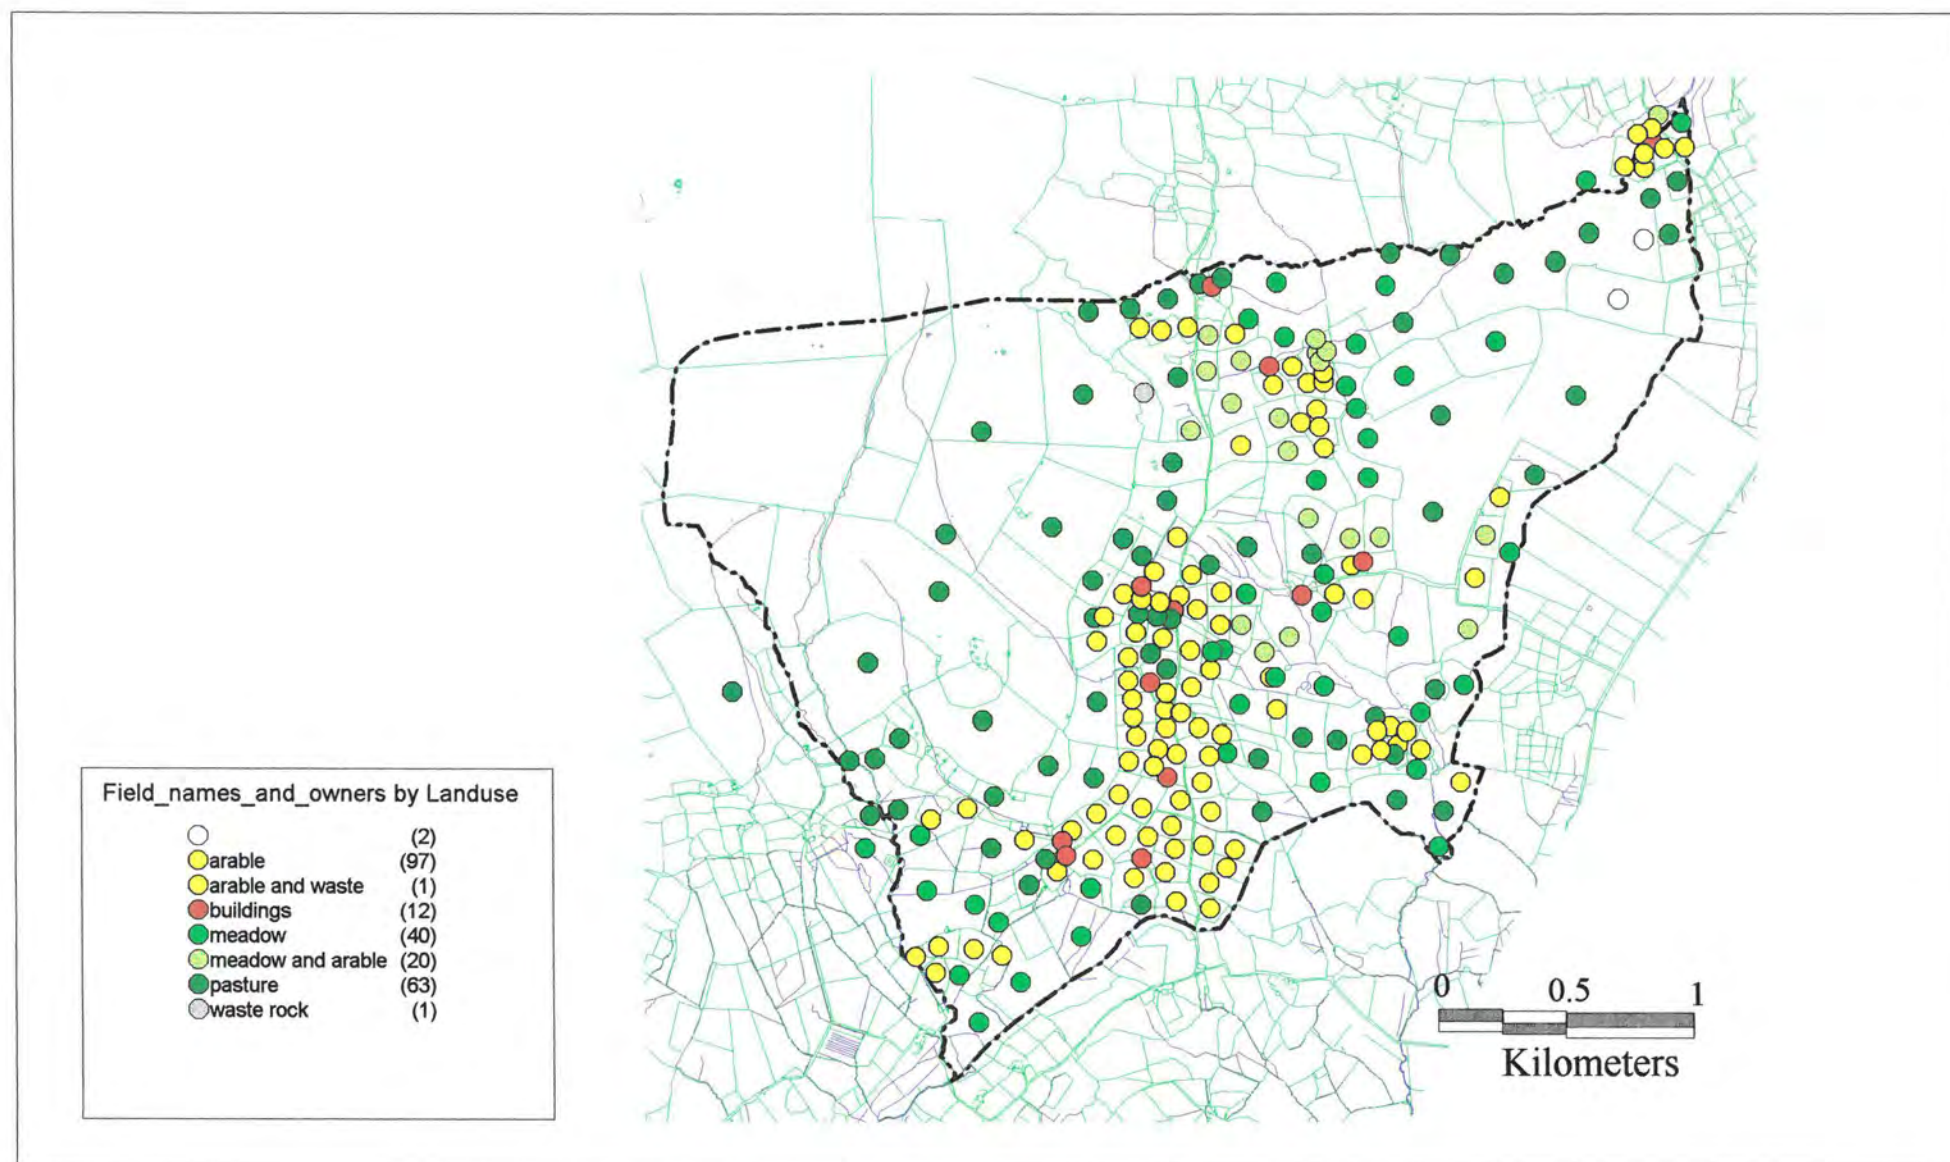 Field_names_and_owners by Landuse
(2)
arable (97)
arable and waste (1)
buildings (12)
meadow (40)
meadow and arable (20)
pasture (63)
waste rock (1)
0 0.5 1
Kilometers